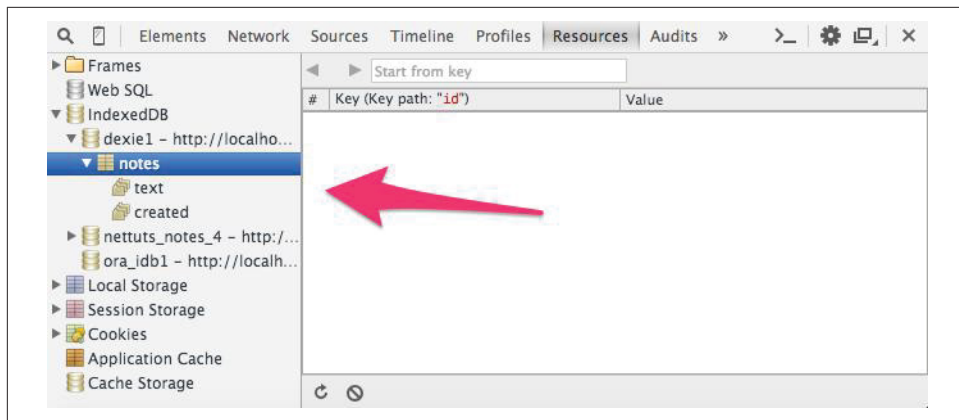 Elements Network Sources Timeline Profiles Resources Audits »
Frames
Web SQL
IndexedDB
dexie1 – http://localho...
notes
text
created
nettuts_notes_4 – http:/...
ora_idb1 – http://localh...
Local Storage
Session Storage
Cookies
Application Cache
Cache Storage
Start from key
# Key (Key path: "id") Value